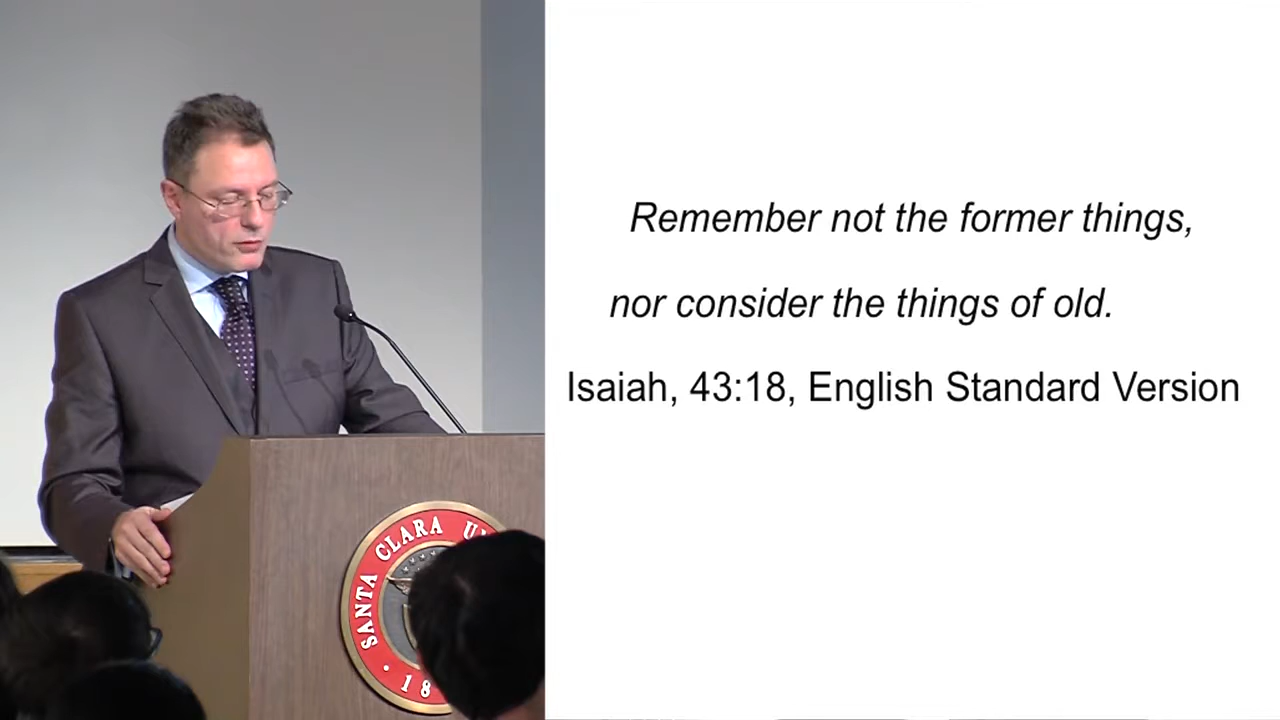 Remember not the former things,
nor consider the things of old.
Isaiah, 43:18, English Standard Version
SANTA CLARA